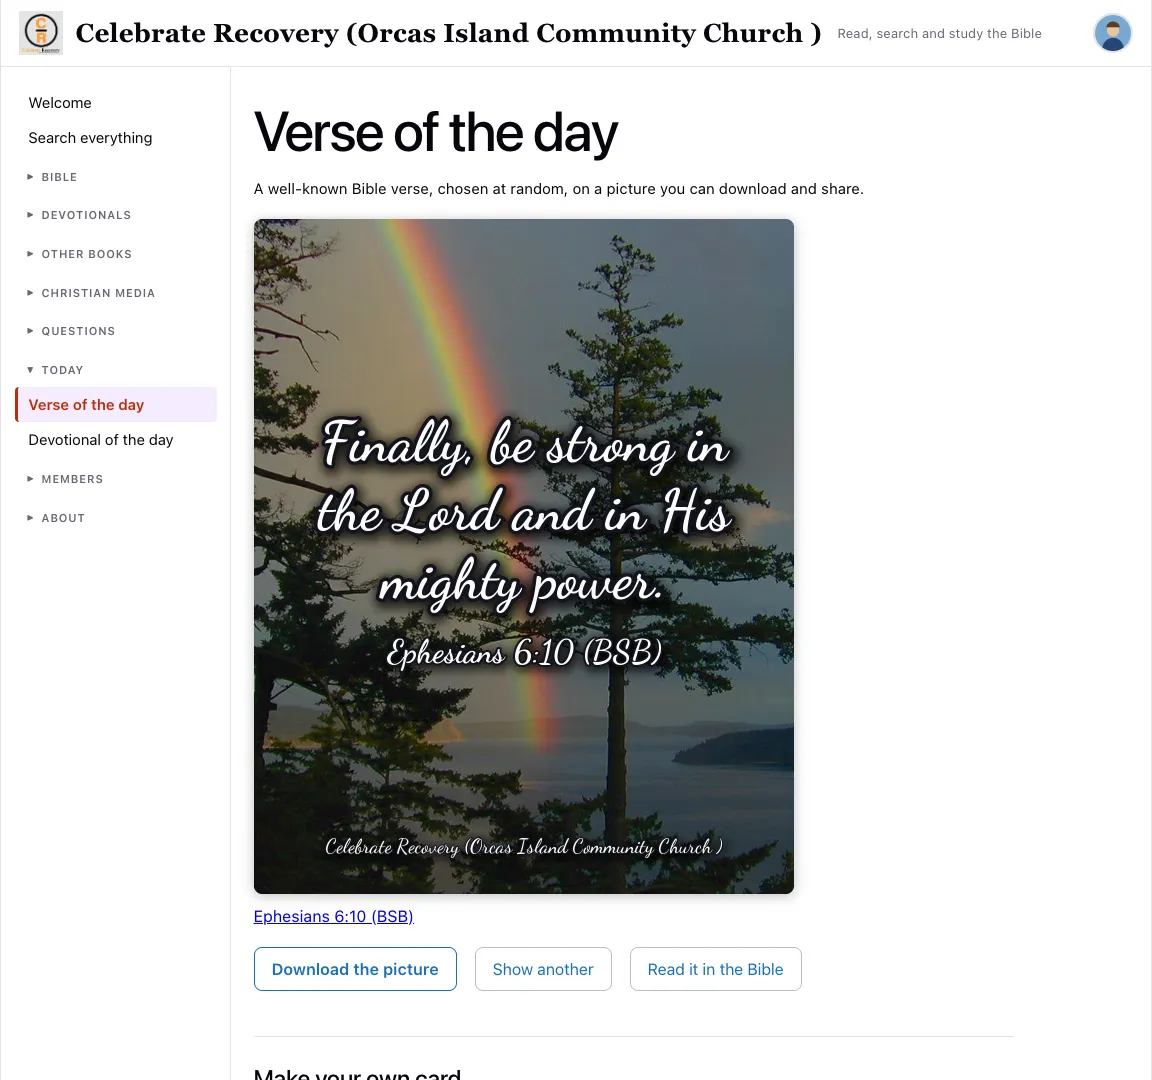 Celebrate Recovery (Orcas Island Community Church )
Read, search and study the Bible
Welcome
Search everything
BIBLE
DEVOTIONALS
OTHER BOOKS
CHRISTIAN MEDIA
QUESTIONS
TODAY
Verse of the day
Devotional of the day
MEMBERS
ABOUT
Verse of the day
A well-known Bible verse, chosen at random, on a picture you can download and share.
Finally, be strong in
the Lord and in His
mighty power.
Ephesians 6:10 (BSB)
Celebrate Recovery (Orcas Island Community Church )
Ephesians 6:10 (BSB)
Download the picture
Show another
Read it in the Bible
Make your own card